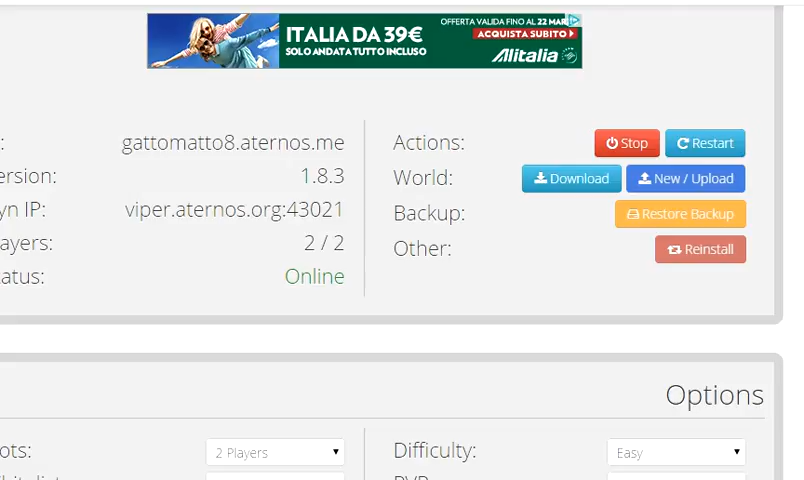 OFFERTA VALIDA FINO AL 22 MAR
ITALIA DA 39€
ACQUISTA SUBITO
SOLO ANDATA TUTTO INCLUSO
Alitalia
: gattomatto8.aternos.me
ersion: 1.8.3
yn IP: viper.aternos.org:43021
ayers: 2 / 2
atus: Online
Actions: Stop Restart
World: Download New / Upload
Backup: Restore Backup
Other: Reinstall
Options
ots: 2 Players
Difficulty: Easy